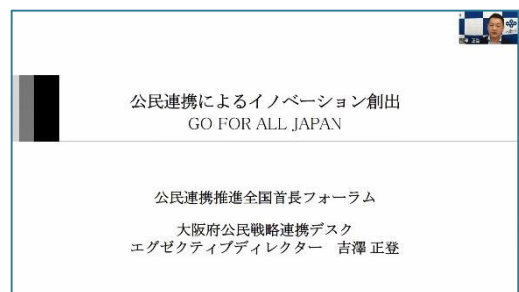 公民連携によるイノベーション創出
GO FOR ALL JAPAN
公民連携推進全国首長フォーラム
大阪府公民戦略連携デスク
エグゼクティブディレクター 吉澤 正登